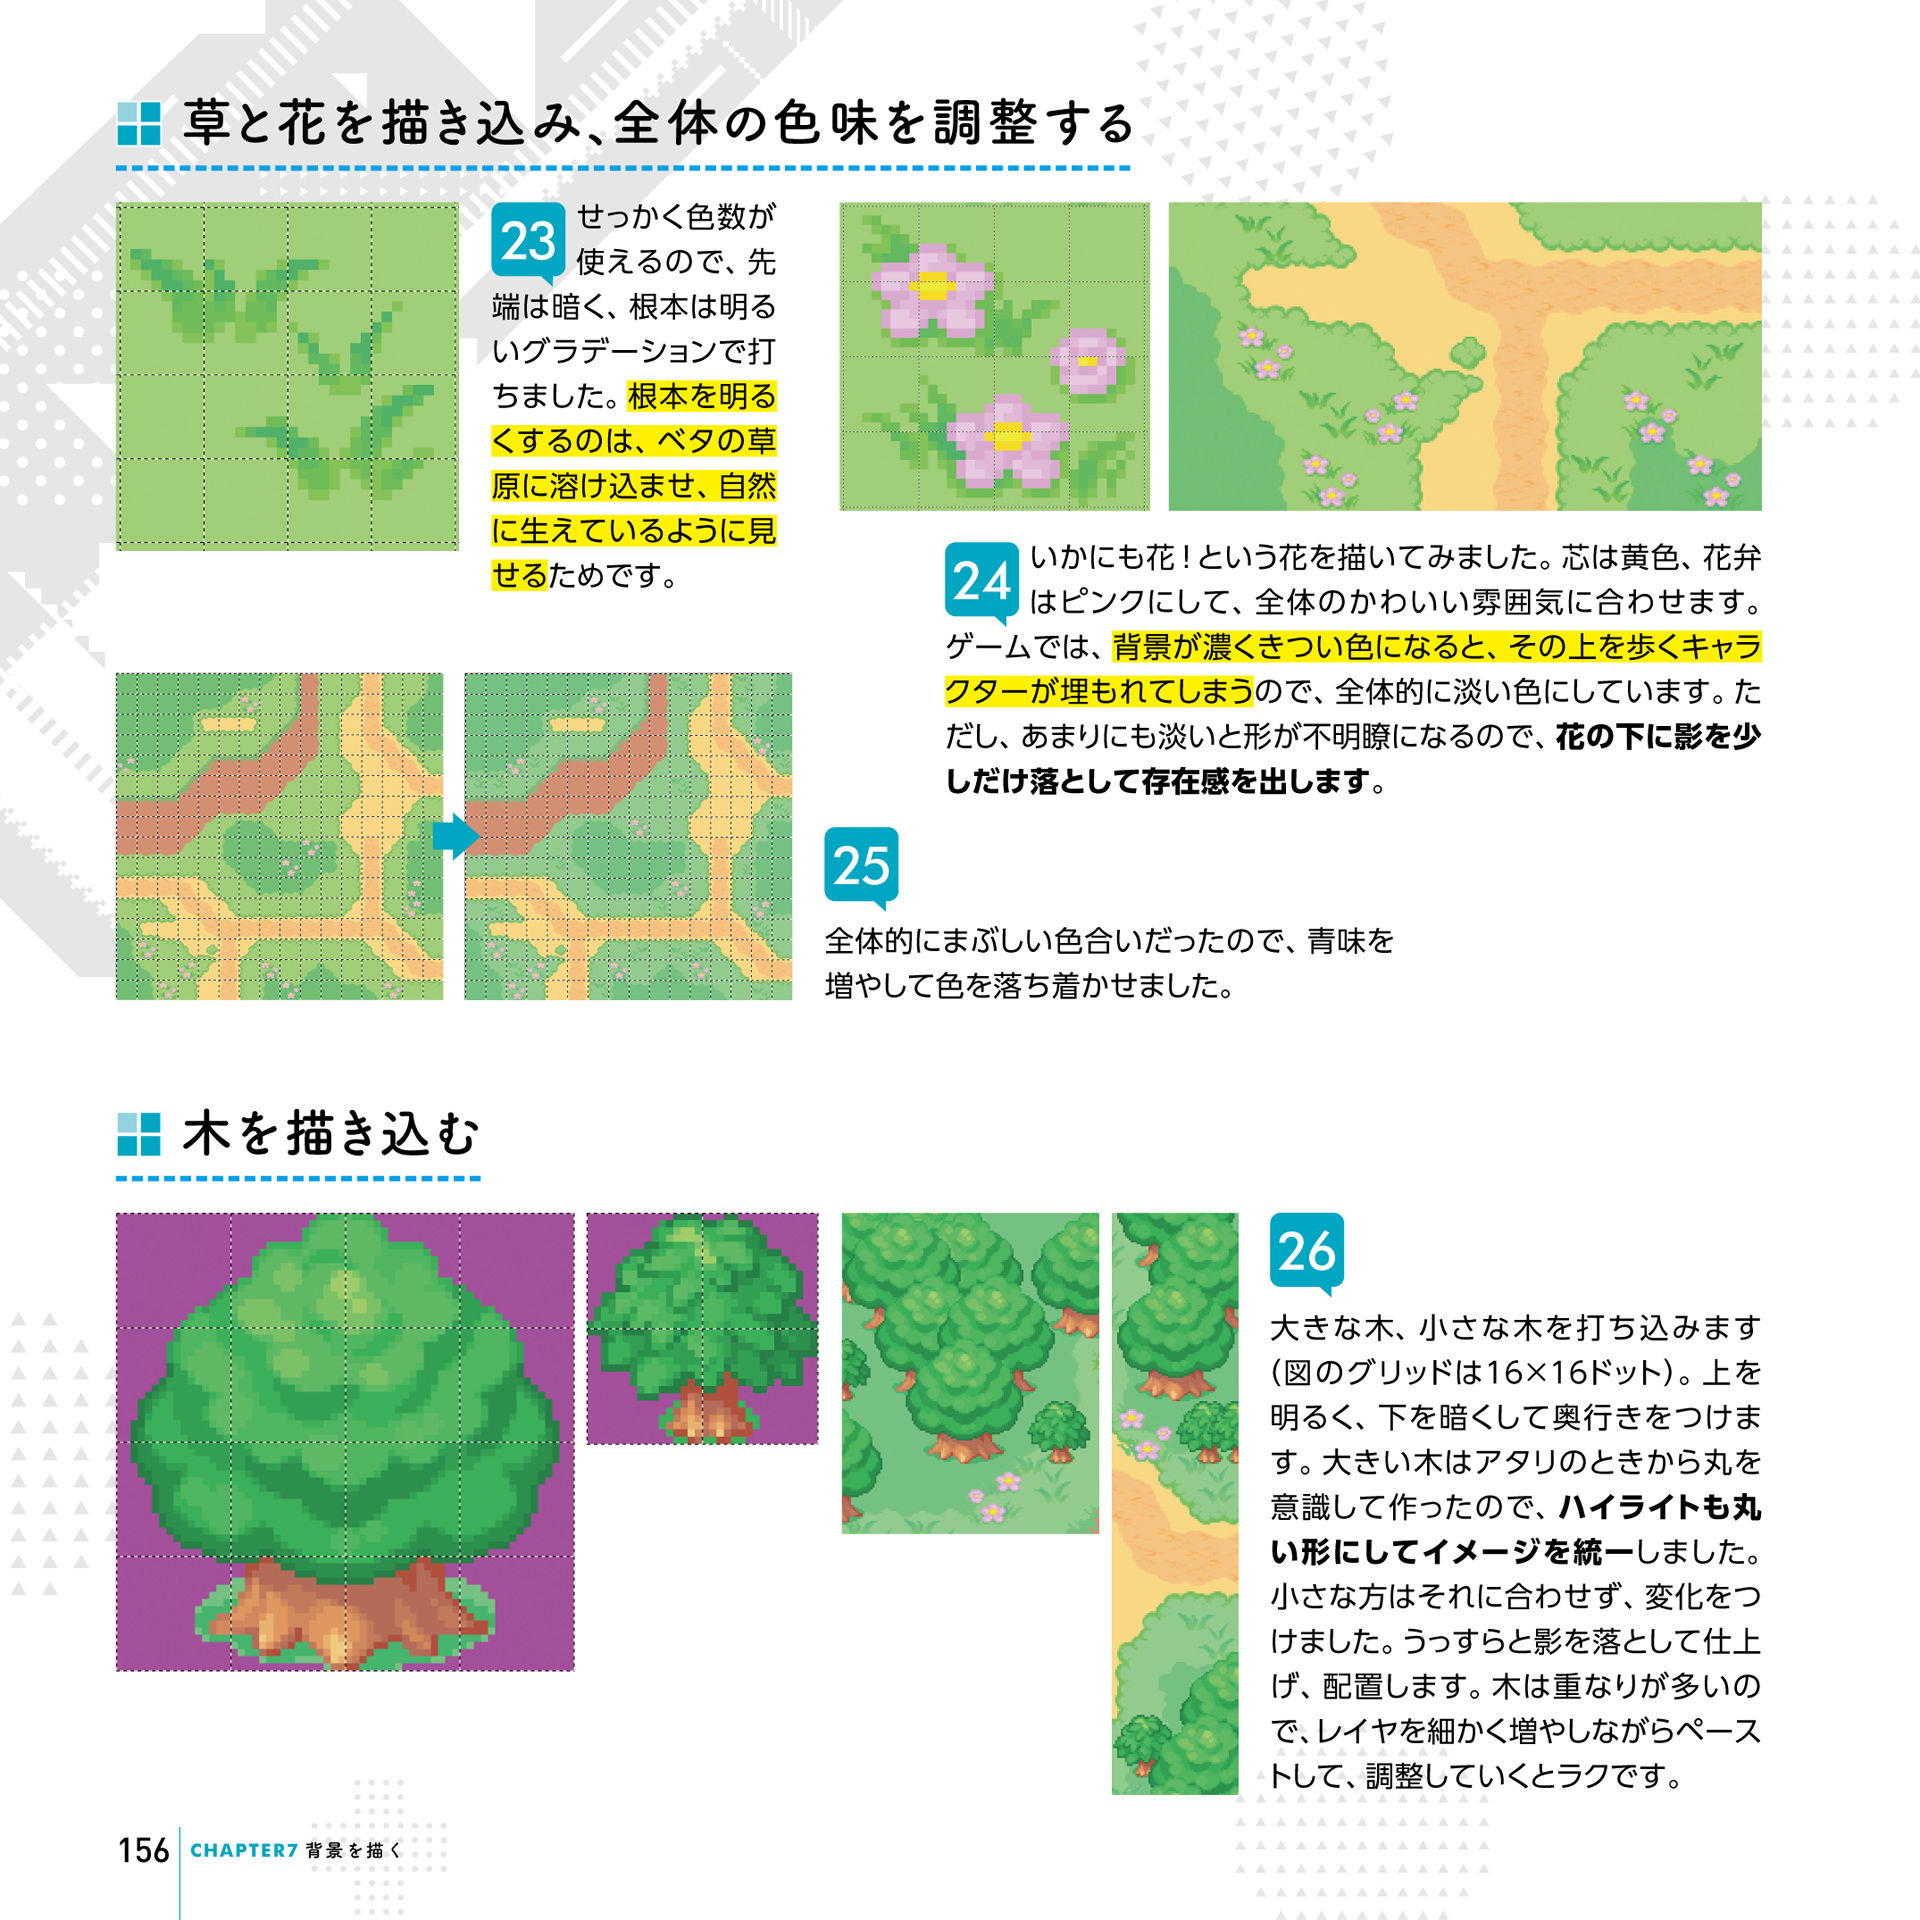 草と花を描き込み、全体の色味を調整する
23
せっかく色数が
使えるので、先
端は暗く、根本は明る
いグラデーションで打
ちました。根本を明る
くするのは、ベタの草
原に溶け込ませ、自然
に生えているように見
せるためです。
24
いかにも花！という花を描いてみました。芯は黄色、花弁
はピンクにして、全体のかわいい雰囲気に合わせます。
ゲームでは、背景が濃くきつい色になると、その上を歩くキャラ
クターが埋もれてしまうので、全体的に淡い色にしています。た
だし、あまりにも淡いと形が不明瞭になるので、花の下に影を少
しだけ落として存在感を出します。
25
全体的にまぶしい色合いだったので、青味を
増やして色を落ち着かせました。
木を描き込む
26
大きな木、小さな木を打ち込みます
（図のグリッドは16×16ドット）。上を
明るく、下を暗くして奥行きをつけま
す。大きい木はアタリのときから丸を
意識して作ったので、ハイライトも丸
い形にしてイメージを統一しました。
小さな方はそれに合わせず、変化をつ
けました。うっすらと影を落として仕上
げ、配置します。木は重なりが多いの
で、レイヤを細かく増やしながらペース
トして、調整していくとラクです。
156 CHAPTER7 背景を描く